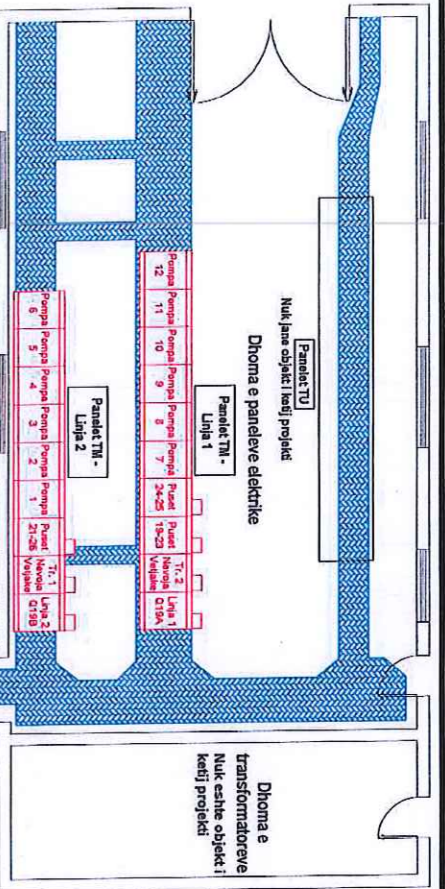 Panelet TU
Nuk jane objekt i ketij projekti
Dhoma e paneleve elektrike
Panelet TM -
Linja 1
Pompa
12
Pompa
11
Pompa
10
Pompa
9
Pompa
8
Pompa
7
Puset
24-25
Puset
19-23
Tr. 2
Nevoja
Vetjake
Linja 1
Q19A
Panelet TM -
Linja 2
Pompa
6
Pompa
5
Pompa
4
Pompa
3
Pompa
2
Pompa
1
Puset
21-26
Tr. 1
Nevoja
Vetjake
Linja 2
Q19B
Dhoma e
transformatoreve
Nuk eshte objekt i
ketij projekti